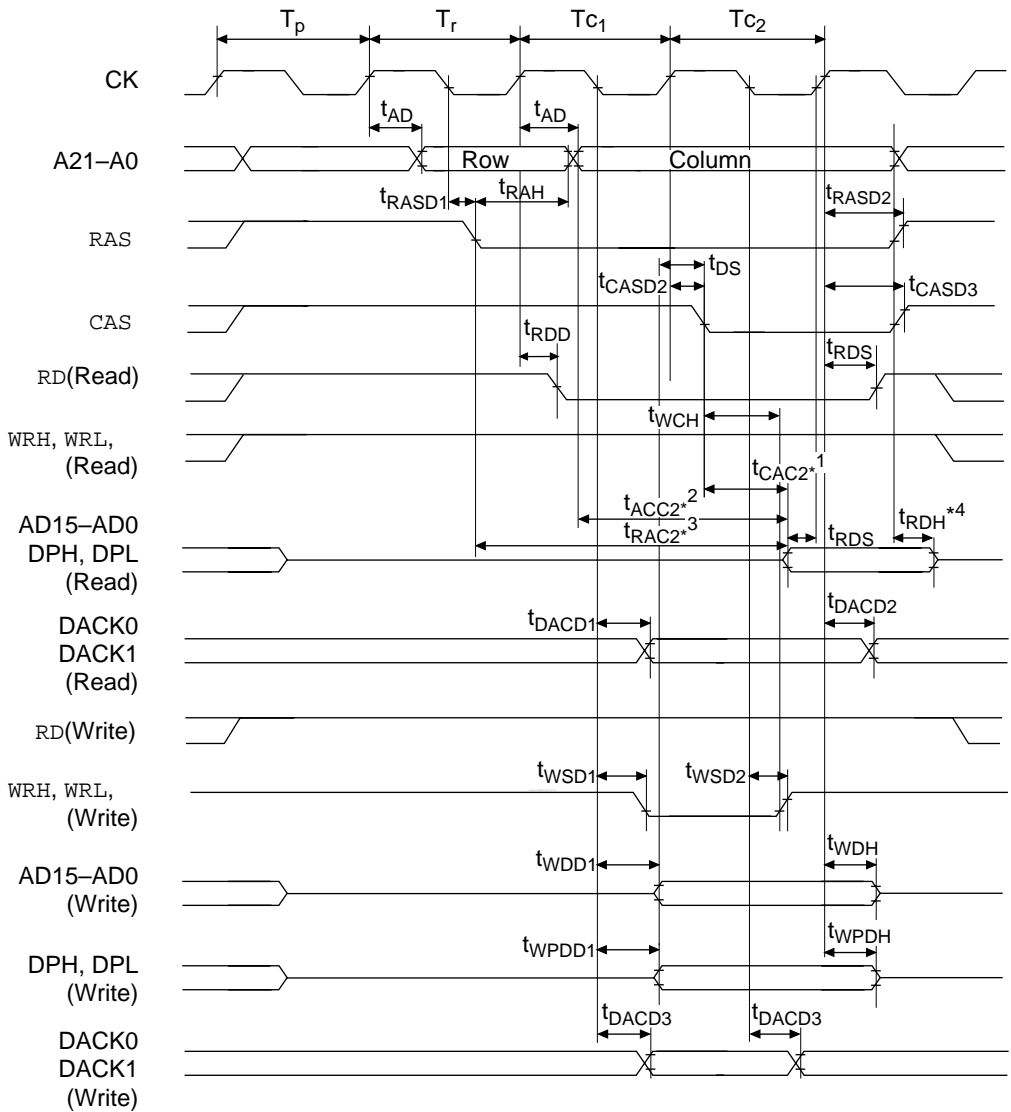 Tp Tr Tc1 Tc2
CK
tAD tAD
A21–A0 Row Column
tRASD1 tRAH tRASD2
RAS
tDS
tCASD2 tCASD3
CAS
tRDD tRDS
RD(Read)
tWCH
WRH, WRL,
(Read)
tCAC2*1
tACC2*2
AD15–AD0
tRAC2*3 tRDS tRDH*4
DPH, DPL
(Read)
DACK0
tDACD1 tDACD2
DACK1
(Read)
RD(Write)
tWSD1 tWSD2
WRH, WRL,
(Write)
tWDD1 tWDH
AD15–AD0
(Write)
tWPDD1 tWPDH
DPH, DPL
(Write)
tDACD3 tDACD3
DACK0
DACK1
(Write)